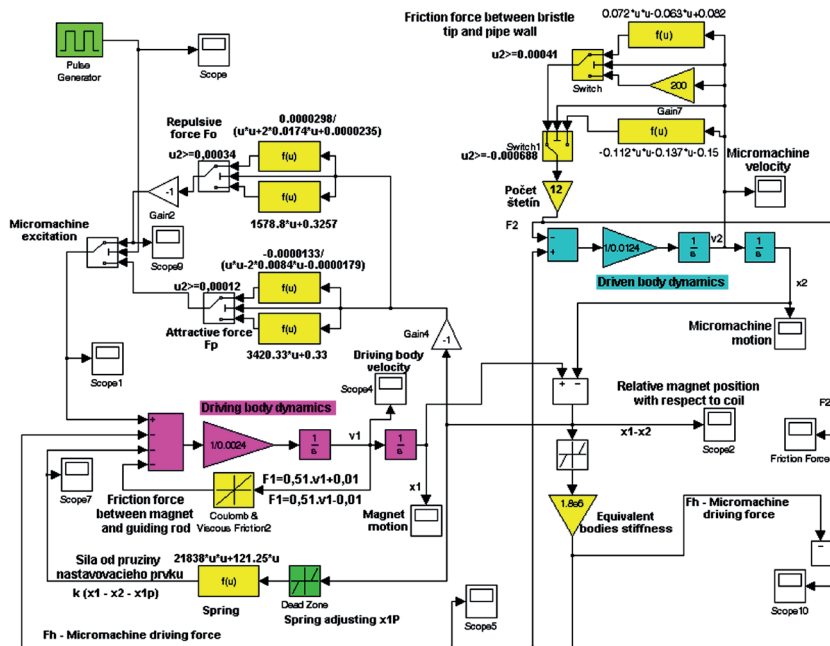 Friction force between bristle
tip and pipe wall
0.072*u*u-0.063*u+0.082
f(u)
u2>=0.00041
Switch
200
Gain7
f(u)
-0.112*u*u-0.137*u-0.15
Switch1
u2>=-0.000688
Micromachine
velocity
Počet
štetín
12
F2
1/0.0124
1
s
v2
1
s
Driven body dynamics
x2
Micromachine
motion
Pulse
Generator
Scope
Repulsive
force Fo
0.0000298/
(u*u+2*0.0174*u+0.0000235)
u2>=0,00034
f(u)
f(u)
-1
Gain2
1578.8*u+0.3257
Micromachine
excitation
Scope9
-0.0000133/
(u*u-2*0.0084*u-0.0000179)
u2>=0,00012
f(u)
f(u)
Attractive force
Fp
3420.33*u+0.33
Gain4
-1
Scope1
Driving body
velocity
Scope4
Driving body dynamics
1/0.0024
1
s
v1
1
s
x1
Scope7
Friction force
between magnet
and guiding rod
Coulomb &
Viscous Friction2
F1=0,51.v1+0,01
F1=0,51.v1-0,01
Magnet
motion
Relative magnet position
with respect to coil
x1-x2
Scope2
F2
Friction Force
1.8e6
Equivalent
bodies stiffness
Fh - Micromachine
driving force
Scope10
Sila od pruziny
nastavovacieho prvku
k (x1 - x2 - x1p)
21838*u*u+121.25*u
f(u)
Spring
Dead Zone
Spring adjusting x1P
Scope5
Fh - Micromachine driving force